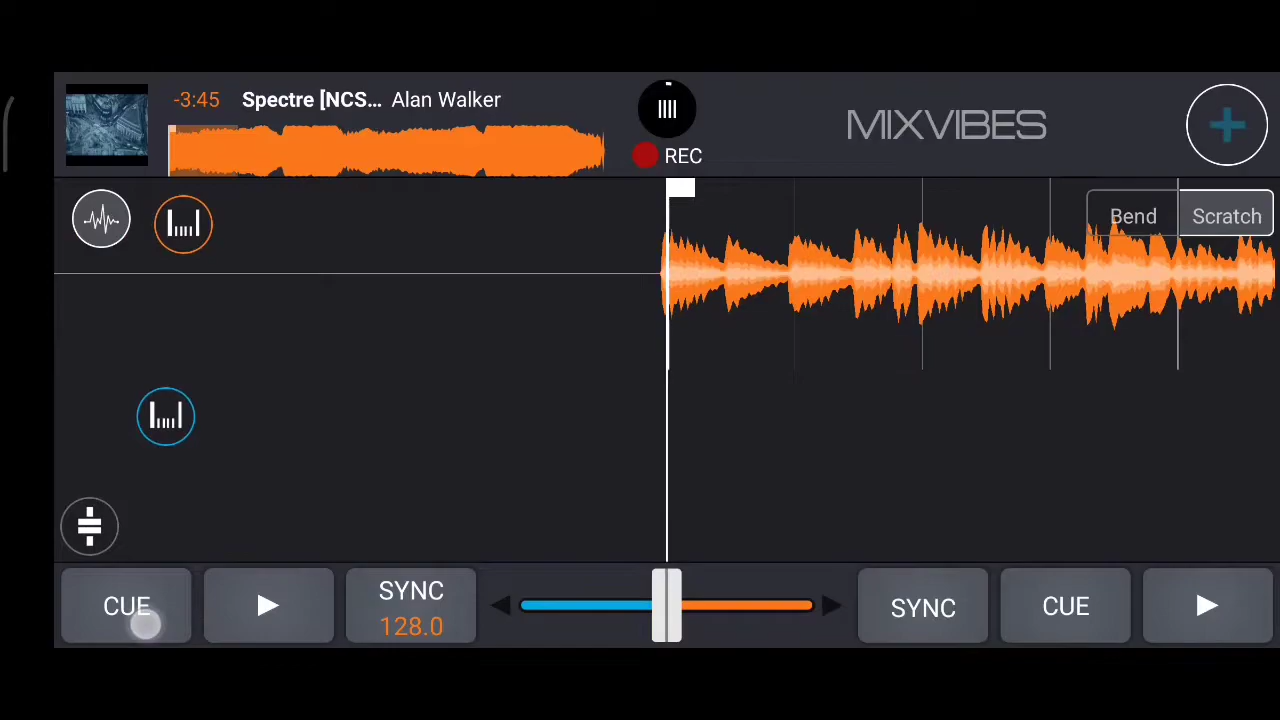 -3:45 Spectre [NCS... Alan Walker
REC
MIXVIBES
Bend Scratch
CUE
SYNC
128.0
SYNC
CUE